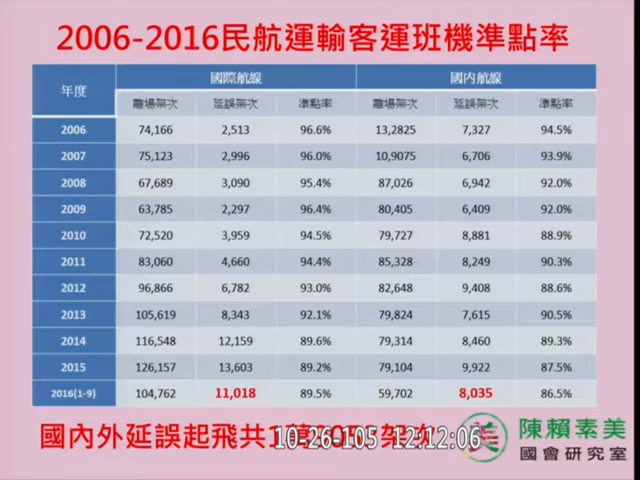 2006-2016民航運輸客運班機準點率
年度 國際航線 國內航線
離場架次 延誤架次 準點率 離場架次 延誤架次 準點率
2006 74,166 2,513 96.6% 13,2825 7,327 94.5%
2007 75,123 2,996 96.0% 10,9075 6,706 93.9%
2008 67,689 3,090 95.4% 87,026 6,942 92.0%
2009 63,785 2,297 96.4% 80,405 6,409 92.0%
2010 72,520 3,959 94.5% 79,727 8,881 88.9%
2011 83,060 4,660 94.4% 85,328 8,249 90.3%
2012 96,866 6,782 93.0% 82,648 9,408 88.6%
2013 105,619 8,343 92.1% 79,824 7,615 90.5%
2014 116,548 12,159 89.6% 79,314 8,460 89.3%
2015 126,157 13,603 89.2% 79,104 9,922 87.5%
2016(1-9) 104,762 11,018 89.5% 59,702 8,035 86.5%
國內外延誤起飛共 架次
10-26-105 12:12:06
陳賴素美
國會研究室